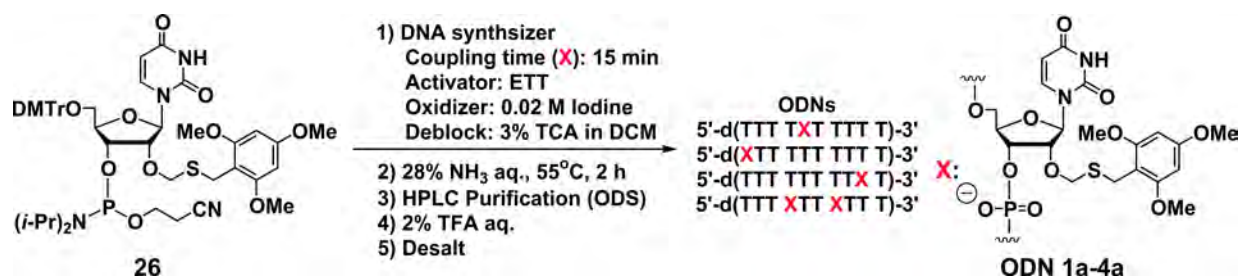 1) DNA synthsizer
Coupling time (X): 15 min
Activator: ETT
Oxidizer: 0.02 M Iodine
Deblock: 3% TCA in DCM
2) 28% NH3 aq., 55°C, 2 h
3) HPLC Purification (ODS)
4) 2% TFA aq.
5) Desalt
O
NH
N
O
DMTrO
O
MeO
OMe
O
S
O
P
OMe
(i-Pr)2N
O
CN
26
ODNs
5'-d(TTT TXT TTT T)-3'
5'-d(XTT TTT TTT T)-3'
5'-d(TTT TTT TTX T)-3'
5'-d(TTT XTT XTT T)-3'
X:
O
NH
N
O
O
O
MeO
OMe
O
O
S
−
O-P=O
OMe
ODN 1a-4a